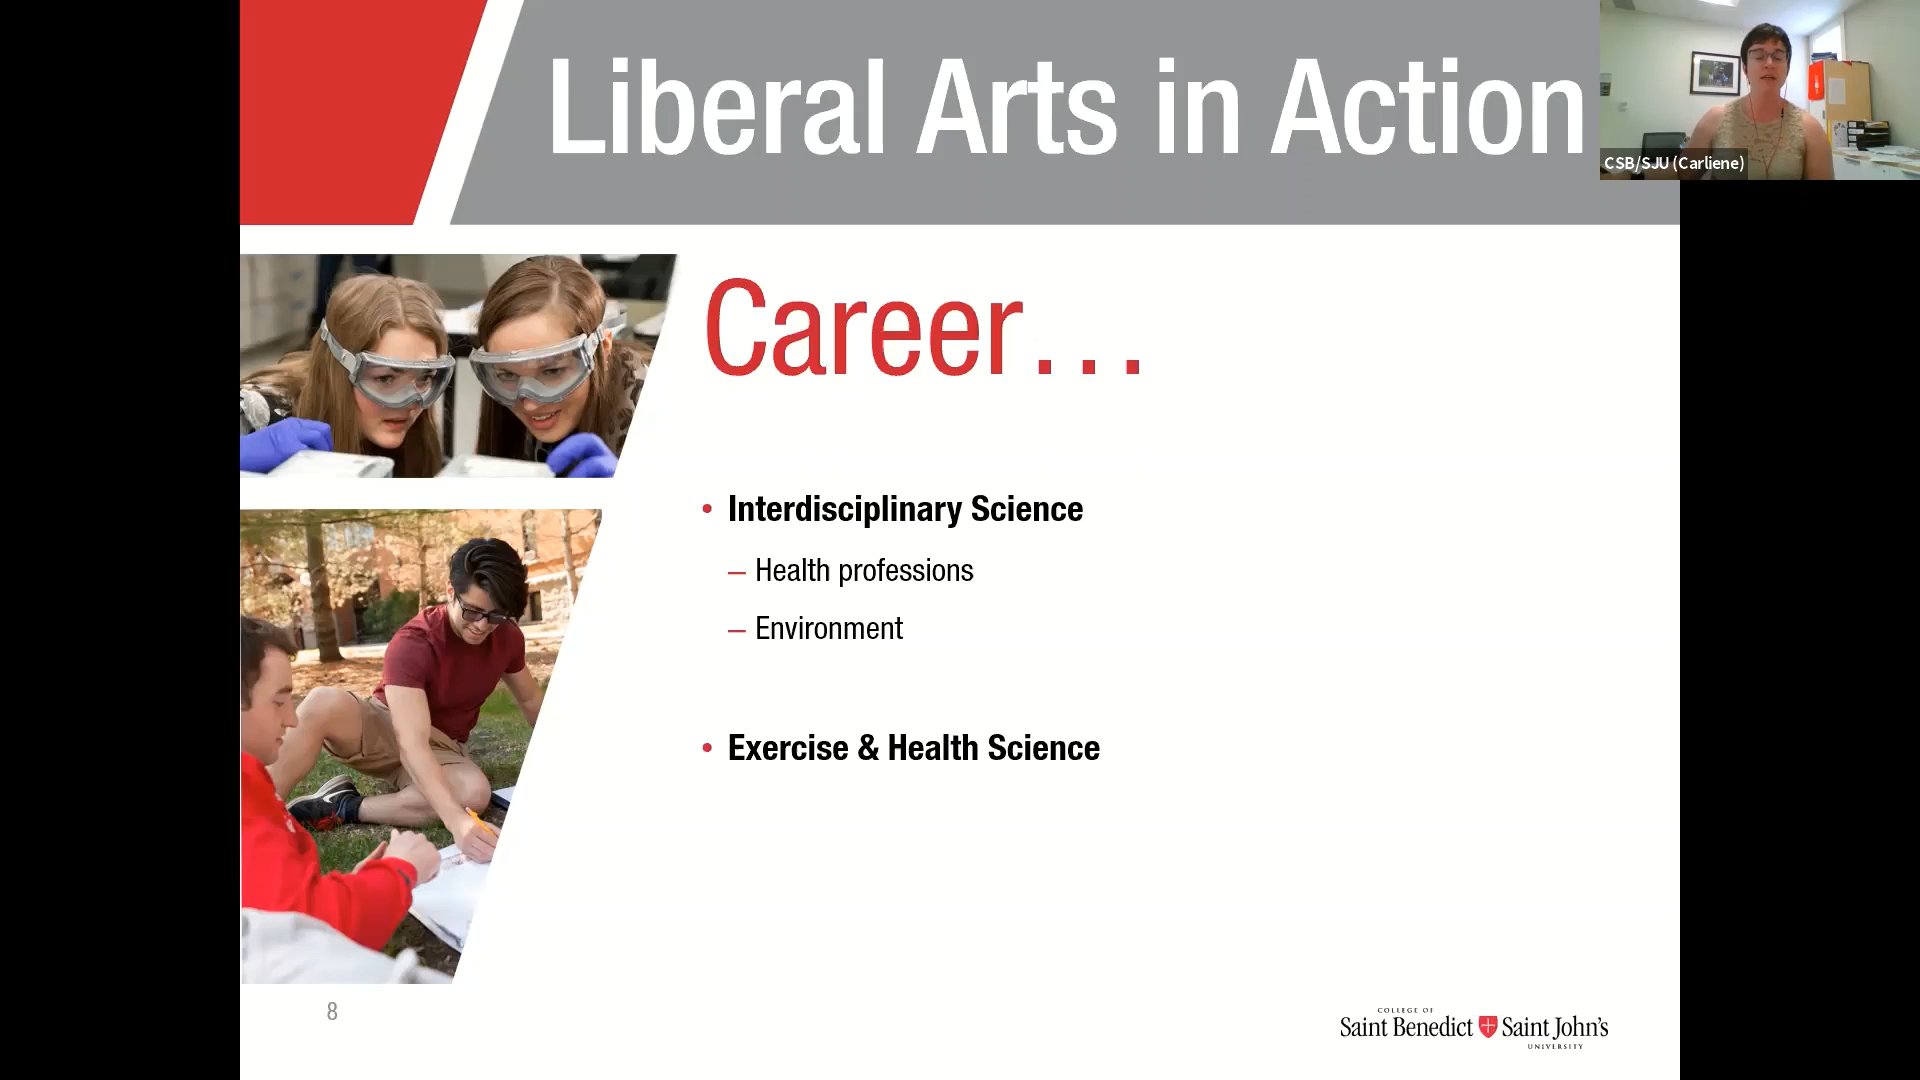 Liberal Arts in Action
CSB/SJU (Carliene)
Career...
• Interdisciplinary Science
– Health professions
– Environment
• Exercise & Health Science
8
COLLEGE OF
Saint Benedict Saint John's
UNIVERSITY